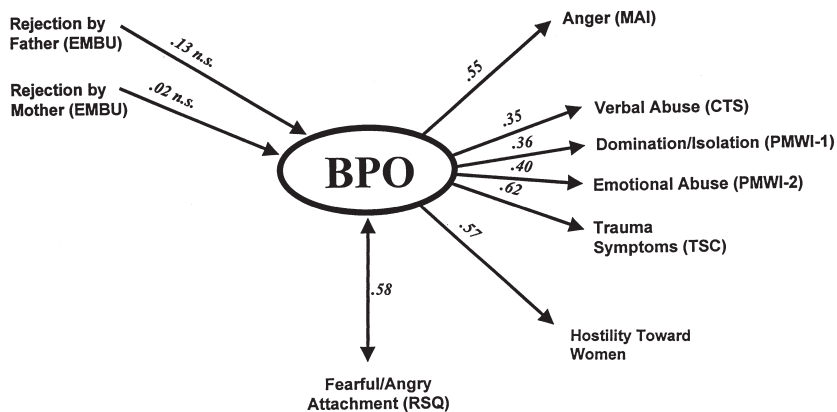 Rejection by
Father (EMBU)
.13 n.s.
Rejection by
Mother (EMBU)
.02 n.s.
BPO
.55
Anger (MAI)
.35
Verbal Abuse (CTS)
.36
Domination/Isolation (PMWI-1)
.40
Emotional Abuse (PMWI-2)
.62
Trauma
Symptoms (TSC)
.57
Hostility Toward
Women
.58
Fearful/Angry
Attachment (RSQ)